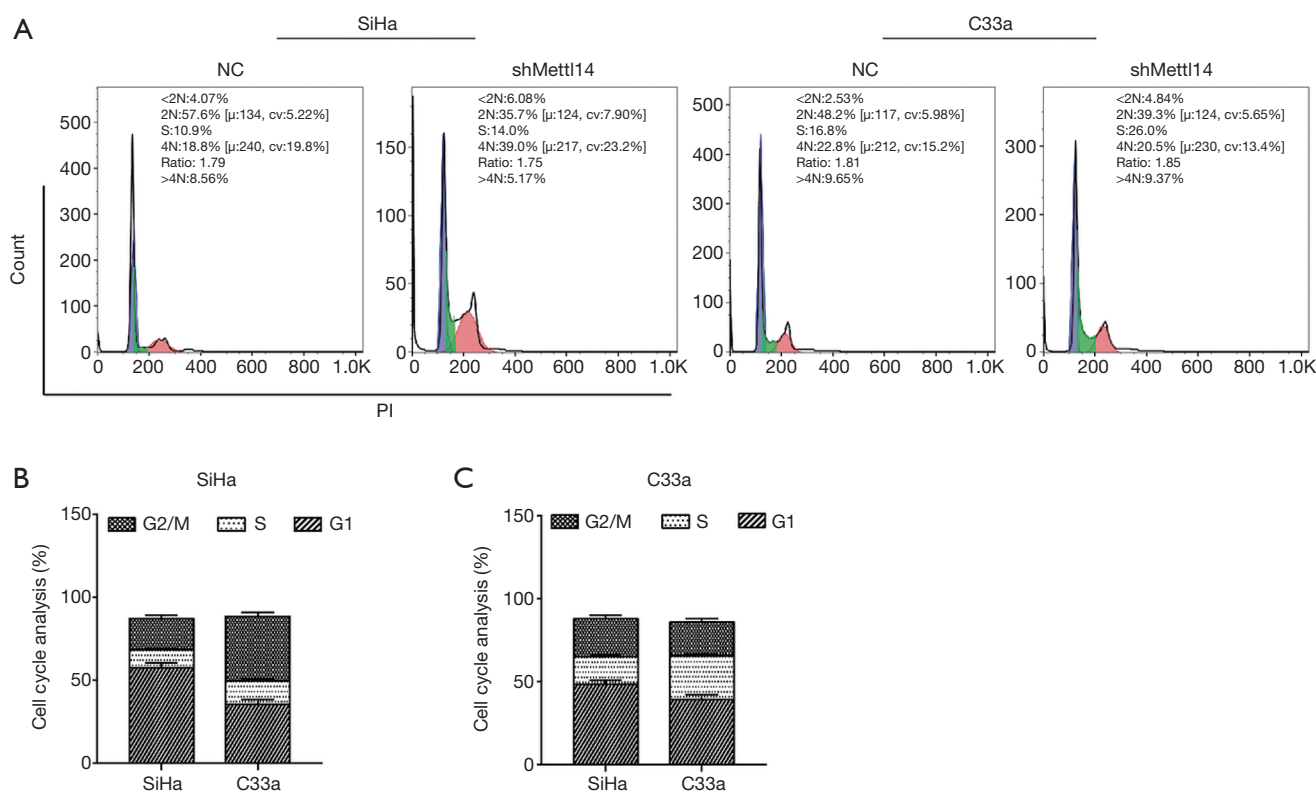 A
SiHa
C33a
NC
shMettl14
NC
shMettl14
<2N:4.07%
2N:57.6% [µ:134, cv:5.22%]
S:10.9%
4N:18.8% [µ:240, cv:19.8%]
Ratio: 1.79
>4N:8.56%
<2N:6.08%
2N:35.7% [µ:124, cv:7.90%]
S:14.0%
4N:39.0% [µ:217, cv:23.2%]
Ratio: 1.75
>4N:5.17%
<2N:2.53%
2N:48.2% [µ:117, cv:5.98%]
S:16.8%
4N:22.8% [µ:212, cv:15.2%]
Ratio: 1.81
>4N:9.65%
<2N:4.84%
2N:39.3% [µ:124, cv:5.65%]
S:26.0%
4N:20.5% [µ:230, cv:13.4%]
Ratio: 1.85
>4N:9.37%
Count
500
400
300
200
100
0
0 200 400 600 800 1.0K
150
100
50
0
0 200 400 600 800 1.0K
500
400
300
200
100
0
0 200 400 600 800 1.0K
300
200
100
0
0 200 400 600 800 1.0K
PI
B
SiHa
G2/M S G1
Cell cycle analysis (%)
150
100
50
0
SiHa C33a
C
C33a
G2/M S G1
Cell cycle analysis (%)
150
100
50
0
SiHa C33a